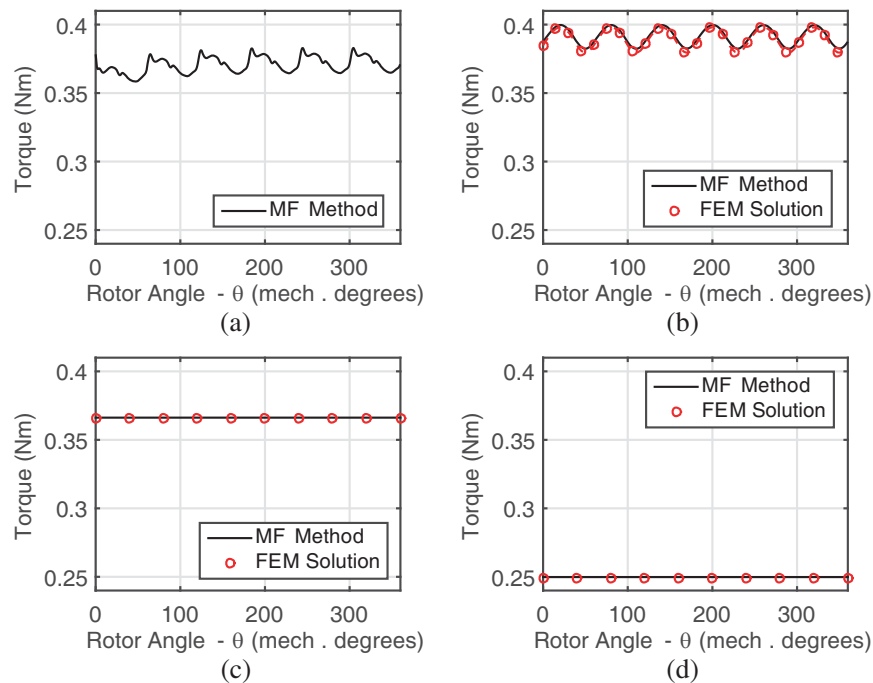 0.4
0.35
0.3
0.25
Torque (Nm)
MF Method
0 100 200 300
Rotor Angle - θ (mech . degrees)
(a)
0.4
0.35
0.3
0.25
Torque (Nm)
MF Method
FEM Solution
0 100 200 300
Rotor Angle - θ (mech . degrees)
(b)
0.4
0.35
0.3
0.25
Torque (Nm)
MF Method
FEM Solution
0 100 200 300
Rotor Angle - θ (mech . degrees)
(c)
0.4
0.35
0.3
0.25
Torque (Nm)
MF Method
FEM Solution
0 100 200 300
Rotor Angle - θ (mech . degrees)
(d)